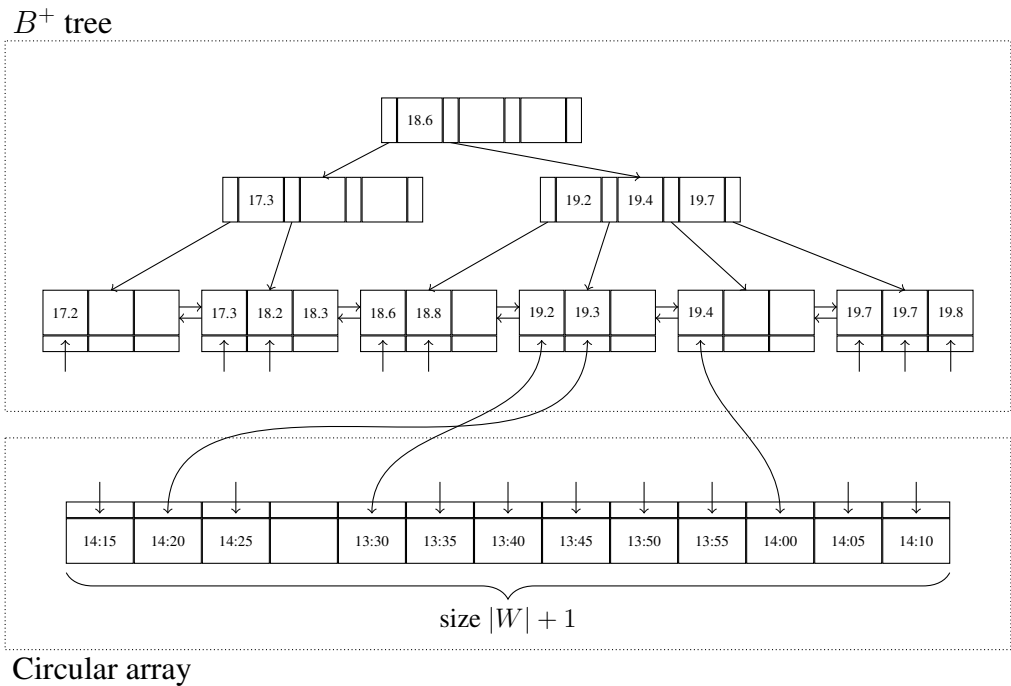 B+ tree
18.6
17.3 19.2 19.4 19.7
17.2 17.3 18.2 18.3 18.6 18.8 19.2 19.3 19.4 19.7 19.7 19.8
14:15 14:20 14:25 13:30 13:35 13:40 13:45 13:50 13:55 14:00 14:05 14:10
size |W| + 1
Circular array